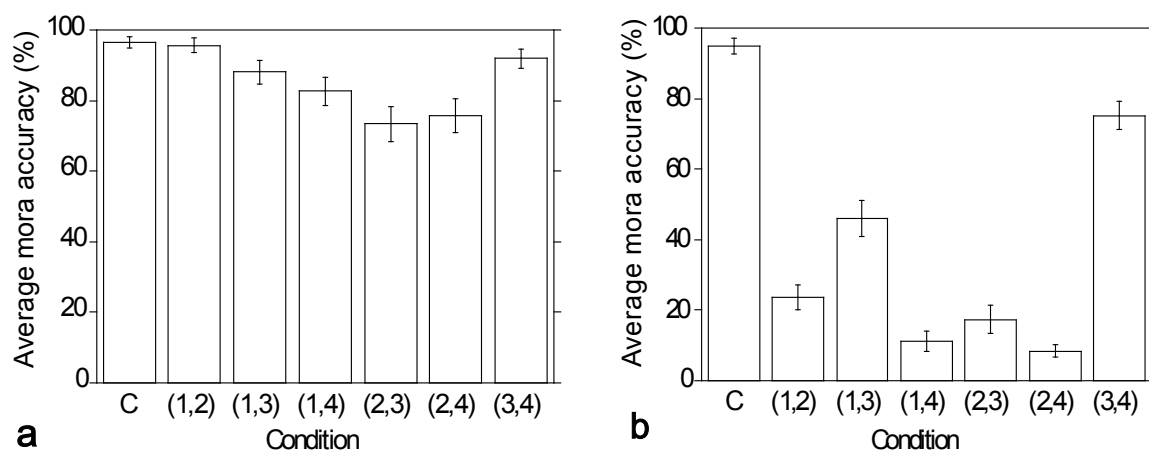 Average mora accuracy (%)
100
80
60
40
20
0
C (1,2) (1,3) (1,4) (2,3) (2,4) (3,4)
Condition
a
Average mora accuracy (%)
100
80
60
40
20
0
C (1,2) (1,3) (1,4) (2,3) (2,4) (3,4)
Condition
b